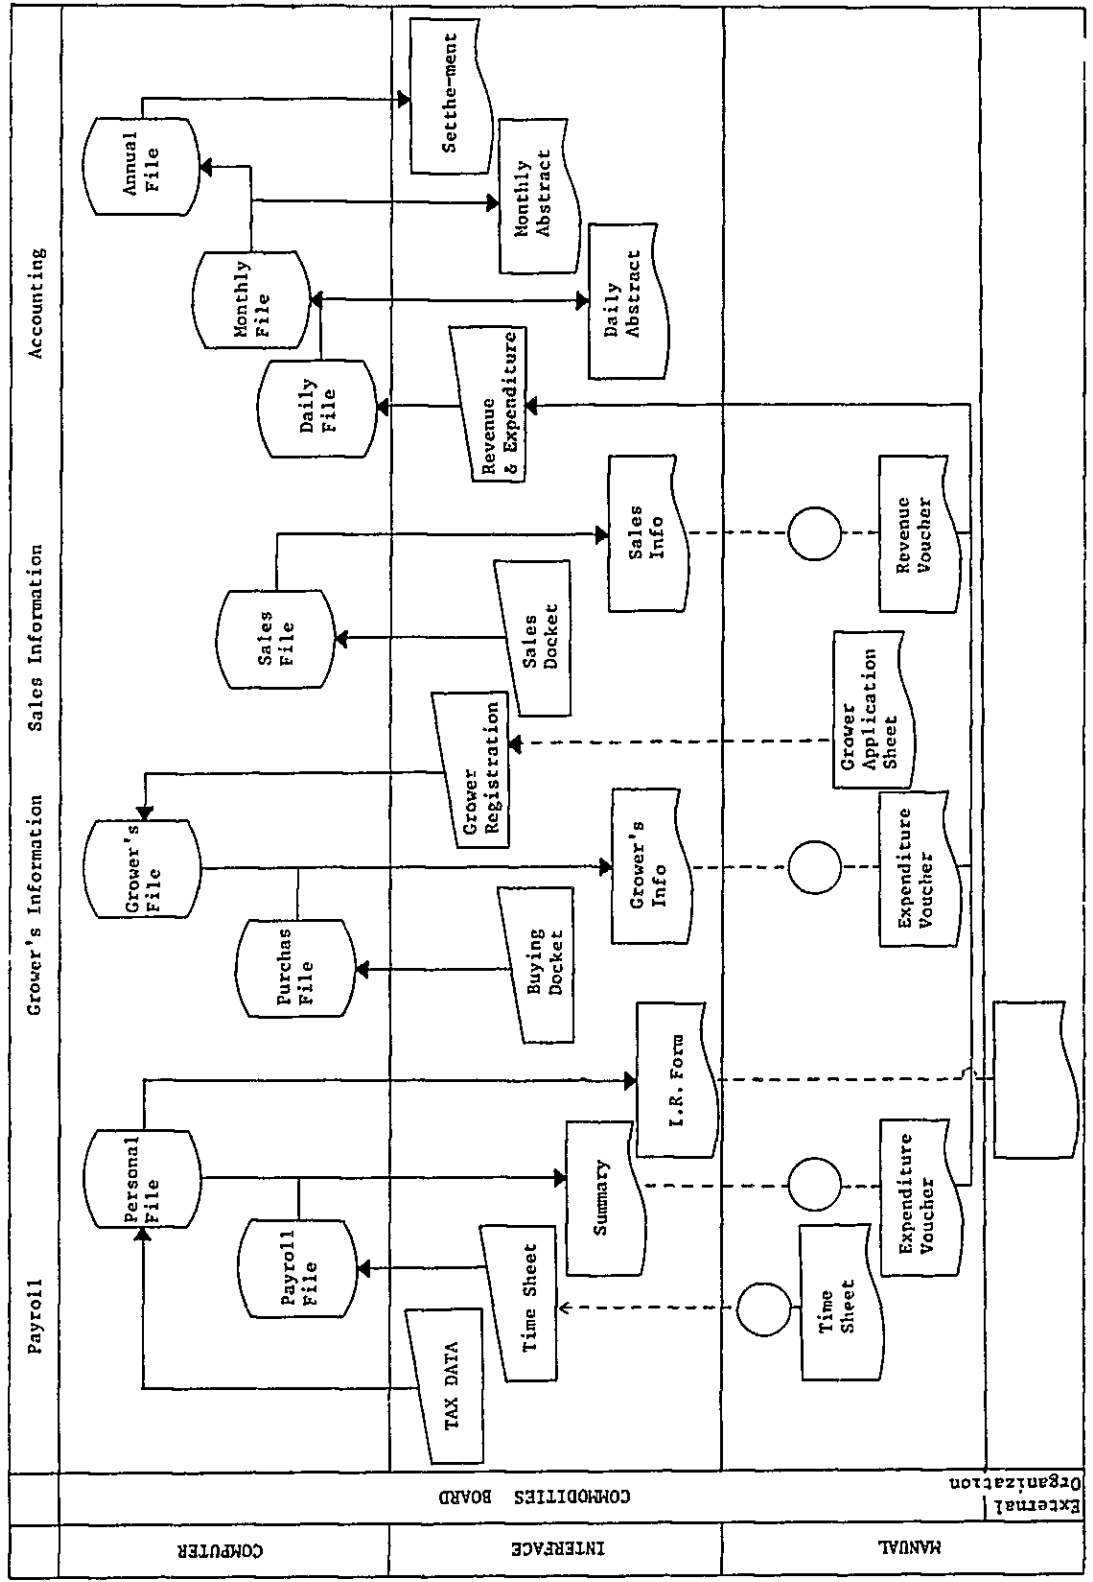 Payroll
Grower's Information
Sales Information
Accounting
COMPUTER
INTERFACE
MANUAL
COMMODITIES BOARD
External
Organization
Personal
File
Payroll
File
TAX DATA
Time Sheet
Summary
I.R. Form
Time
Sheet
Expenditure
Voucher
Grower's
File
Purchas
File
Buying
Docket
Grower's
Info
Grower
Registration
Expenditure
Voucher
Grower
Application
Sheet
Sales
File
Sales
Docket
Sales
Info
Revenue
Voucher
Annual
File
Monthly
File
Daily
File
Revenue
& Expenditure
Daily
Abstract
Monthly
Abstract
Setthe-ment